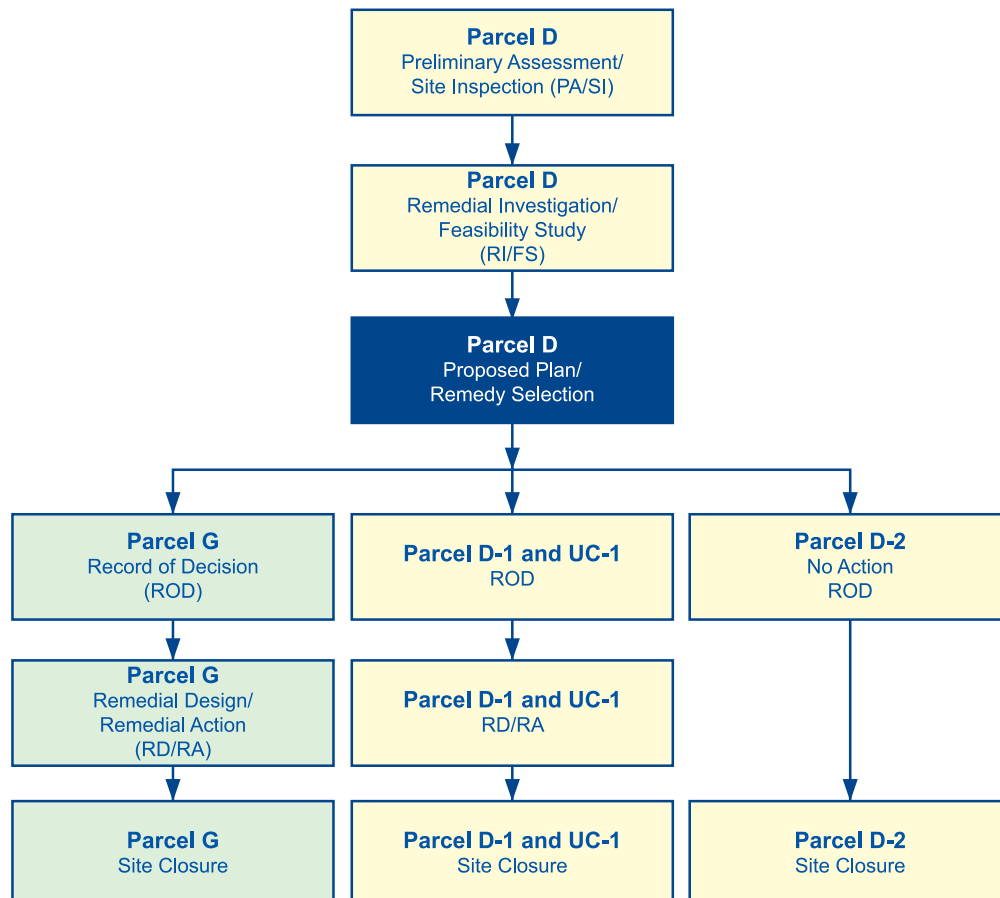 Parcel D
Preliminary Assessment/
Site Inspection (PA/SI)
Parcel D
Remedial Investigation/
Feasibility Study
(RI/FS)
Parcel D
Proposed Plan/
Remedy Selection
Parcel G
Record of Decision
(ROD)
Parcel D-1 and UC-1
ROD
Parcel D-2
No Action
ROD
Parcel G
Remedial Design/
Remedial Action
(RD/RA)
Parcel D-1 and UC-1
RD/RA
Parcel G
Site Closure
Parcel D-1 and UC-1
Site Closure
Parcel D-2
Site Closure